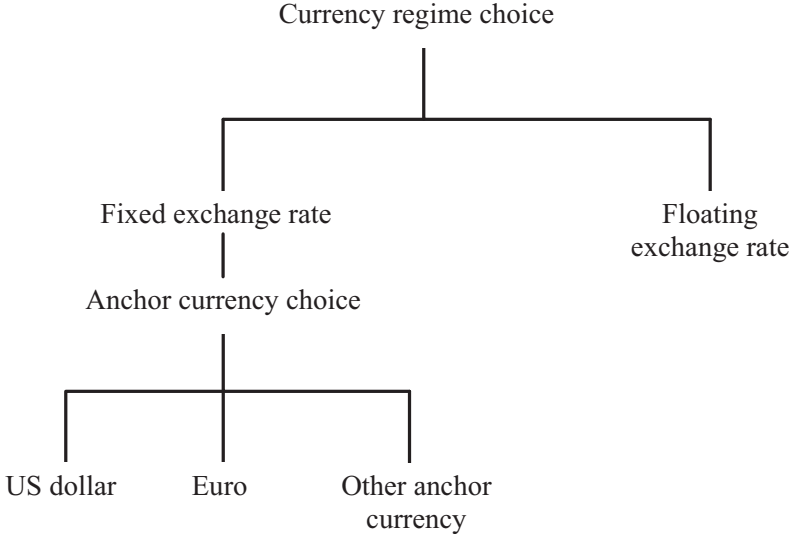 Currency regime choice
Fixed exchange rate
Floating
exchange rate
Anchor currency choice
US dollar
Euro
Other anchor
currency